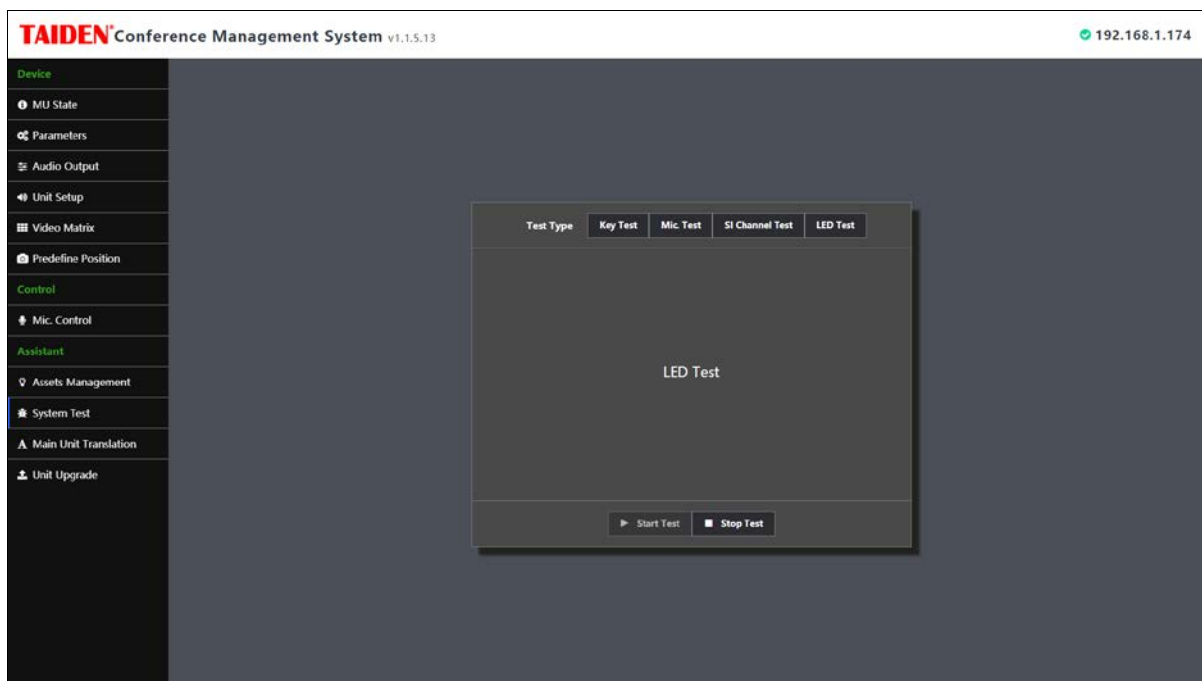 TAIDEN® Conference Management System v1.1.5.13
192.168.1.174
Device
MU State
Parameters
Audio Output
Unit Setup
Video Matrix
Predefine Position
Control
Mic. Control
Assistant
Assets Management
System Test
Main Unit Translation
Unit Upgrade
Test Type Key Test Mic. Test SI Channel Test LED Test
LED Test
Start Test Stop Test